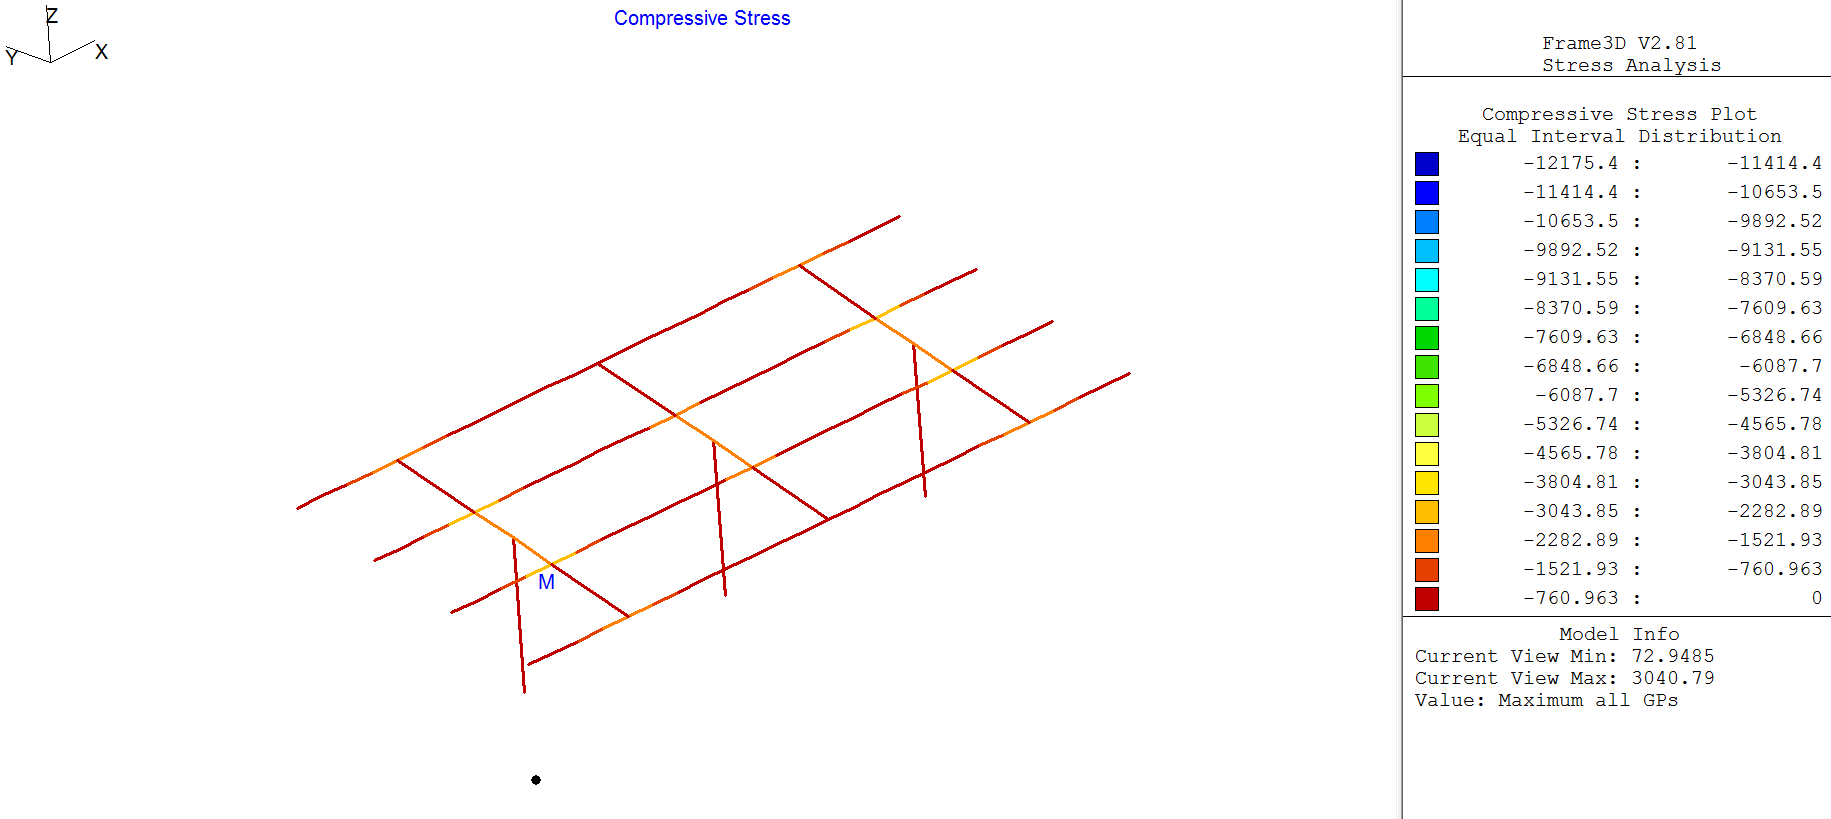 Z
Y
X
Compressive Stress
M
Frame3D V2.81
Stress Analysis
Compressive Stress Plot
Equal Interval Distribution
-12175.4 : -11414.4
-11414.4 : -10653.5
-10653.5 : -9892.52
-9892.52 : -9131.55
-9131.55 : -8370.59
-8370.59 : -7609.63
-7609.63 : -6848.66
-6848.66 : -6087.7
-6087.7 : -5326.74
-5326.74 : -4565.78
-4565.78 : -3804.81
-3804.81 : -3043.85
-3043.85 : -2282.89
-2282.89 : -1521.93
-1521.93 : -760.963
-760.963 : 0
Model Info
Current View Min: 72.9485
Current View Max: 3040.79
Value: Maximum all GPs